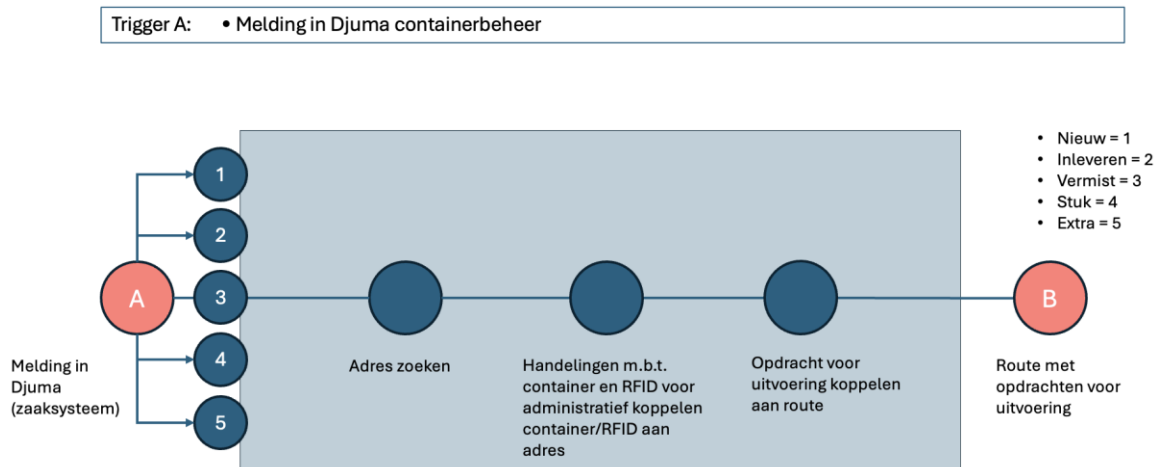 Trigger A: • Melding in Djuma containerbeheer
• Nieuw = 1
• Inleveren = 2
• Vermist = 3
• Stuk = 4
• Extra = 5
1
2
A
3
B
4
5
Melding in
Djuma
(zaaksysteem)
Adres zoeken
Handelingen m.b.t.
container en RFID voor
administratief koppelen
container/RFID aan
adres
Opdracht voor
uitvoering koppelen
aan route
Route met
opdrachten voor
uitvoering